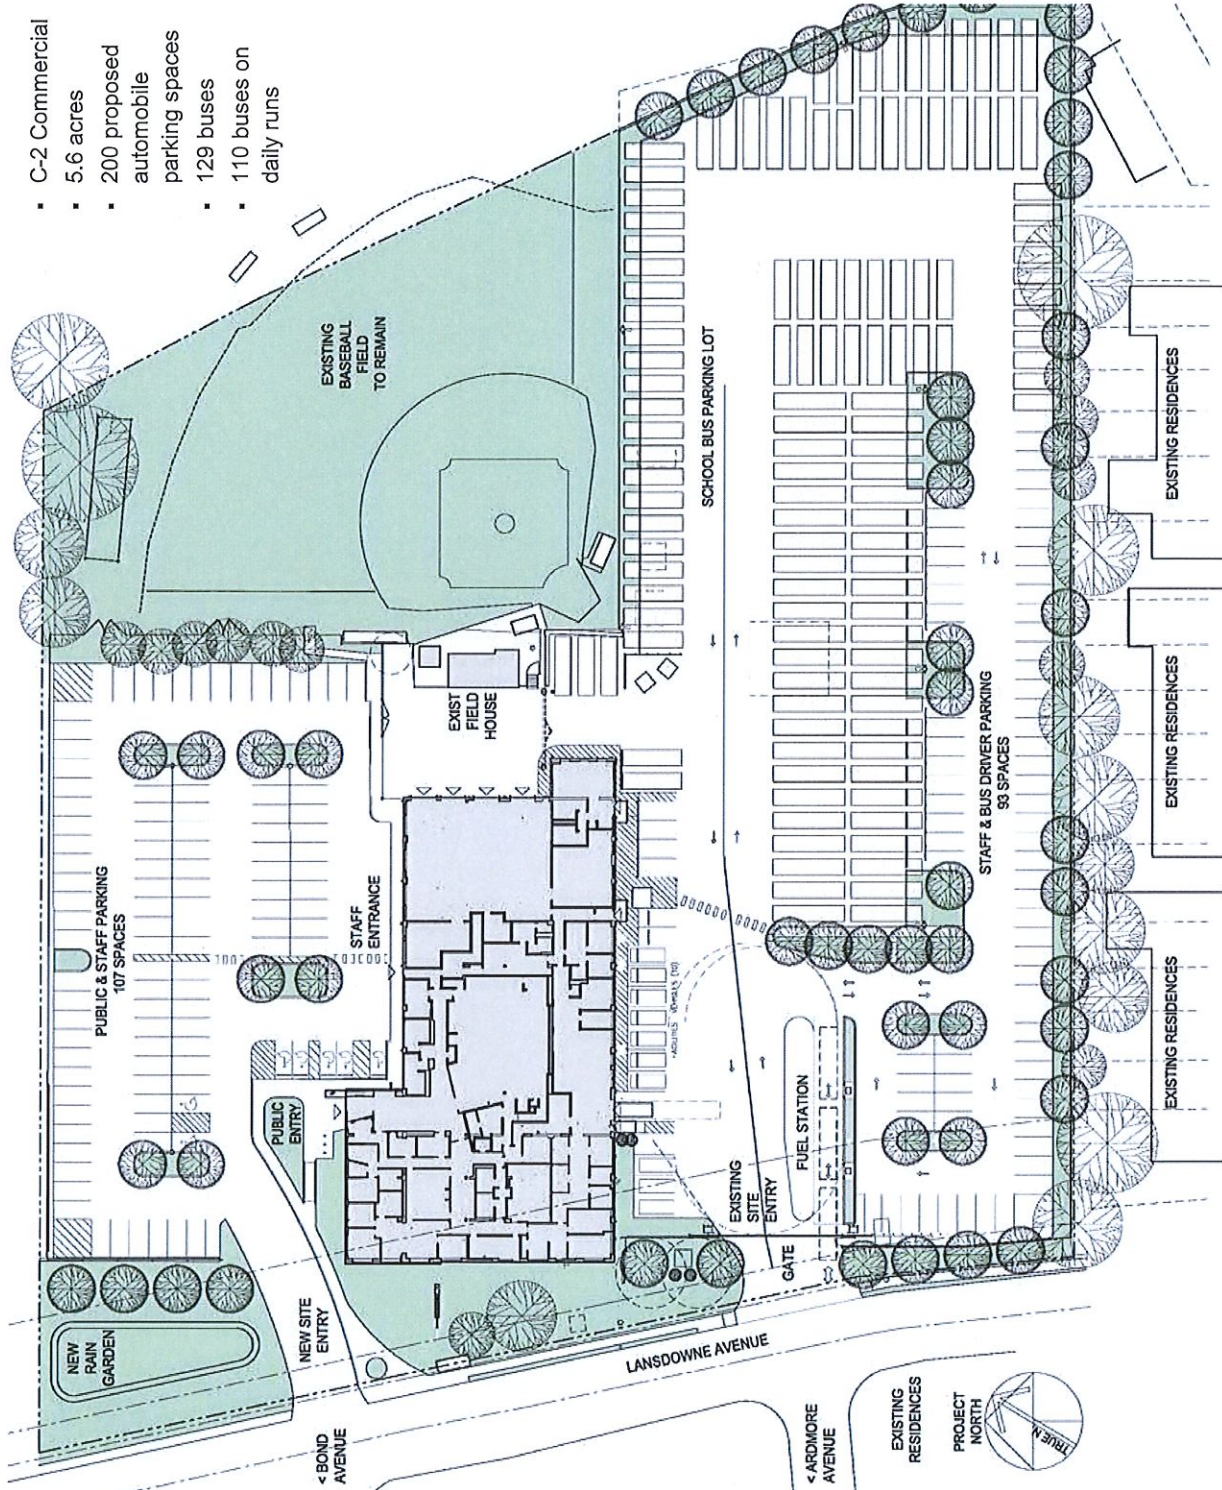 ▪ C-2 Commercial
▪ 5.6 acres
▪ 200 proposed
automobile
parking spaces
▪ 129 buses
▪ 110 buses on
daily runs
EXISTING
BASEBALL
FIELD
TO REMAIN
SCHOOL BUS PARKING LOT
EXISTING RESIDENCES
EXIST
FIELD
HOUSE
PUBLIC & STAFF PARKING
107 SPACES
STAFF
ENTRANCE
STAFF & BUS DRIVER PARKING
93 SPACES
EXISTING RESIDENCES
PUBLIC
ENTRY
FACILITIES VEHICLES (10)
EXISTING
SITE
ENTRY
FUEL STATION
EXISTING RESIDENCES
GATE
NEW
RAIN
GARDEN
NEW SITE
ENTRY
LANSDOWNE AVENUE
< BOND
AVENUE
< ARDMORE
AVENUE
EXISTING
RESIDENCES
PROJECT
NORTH
TRUE N.